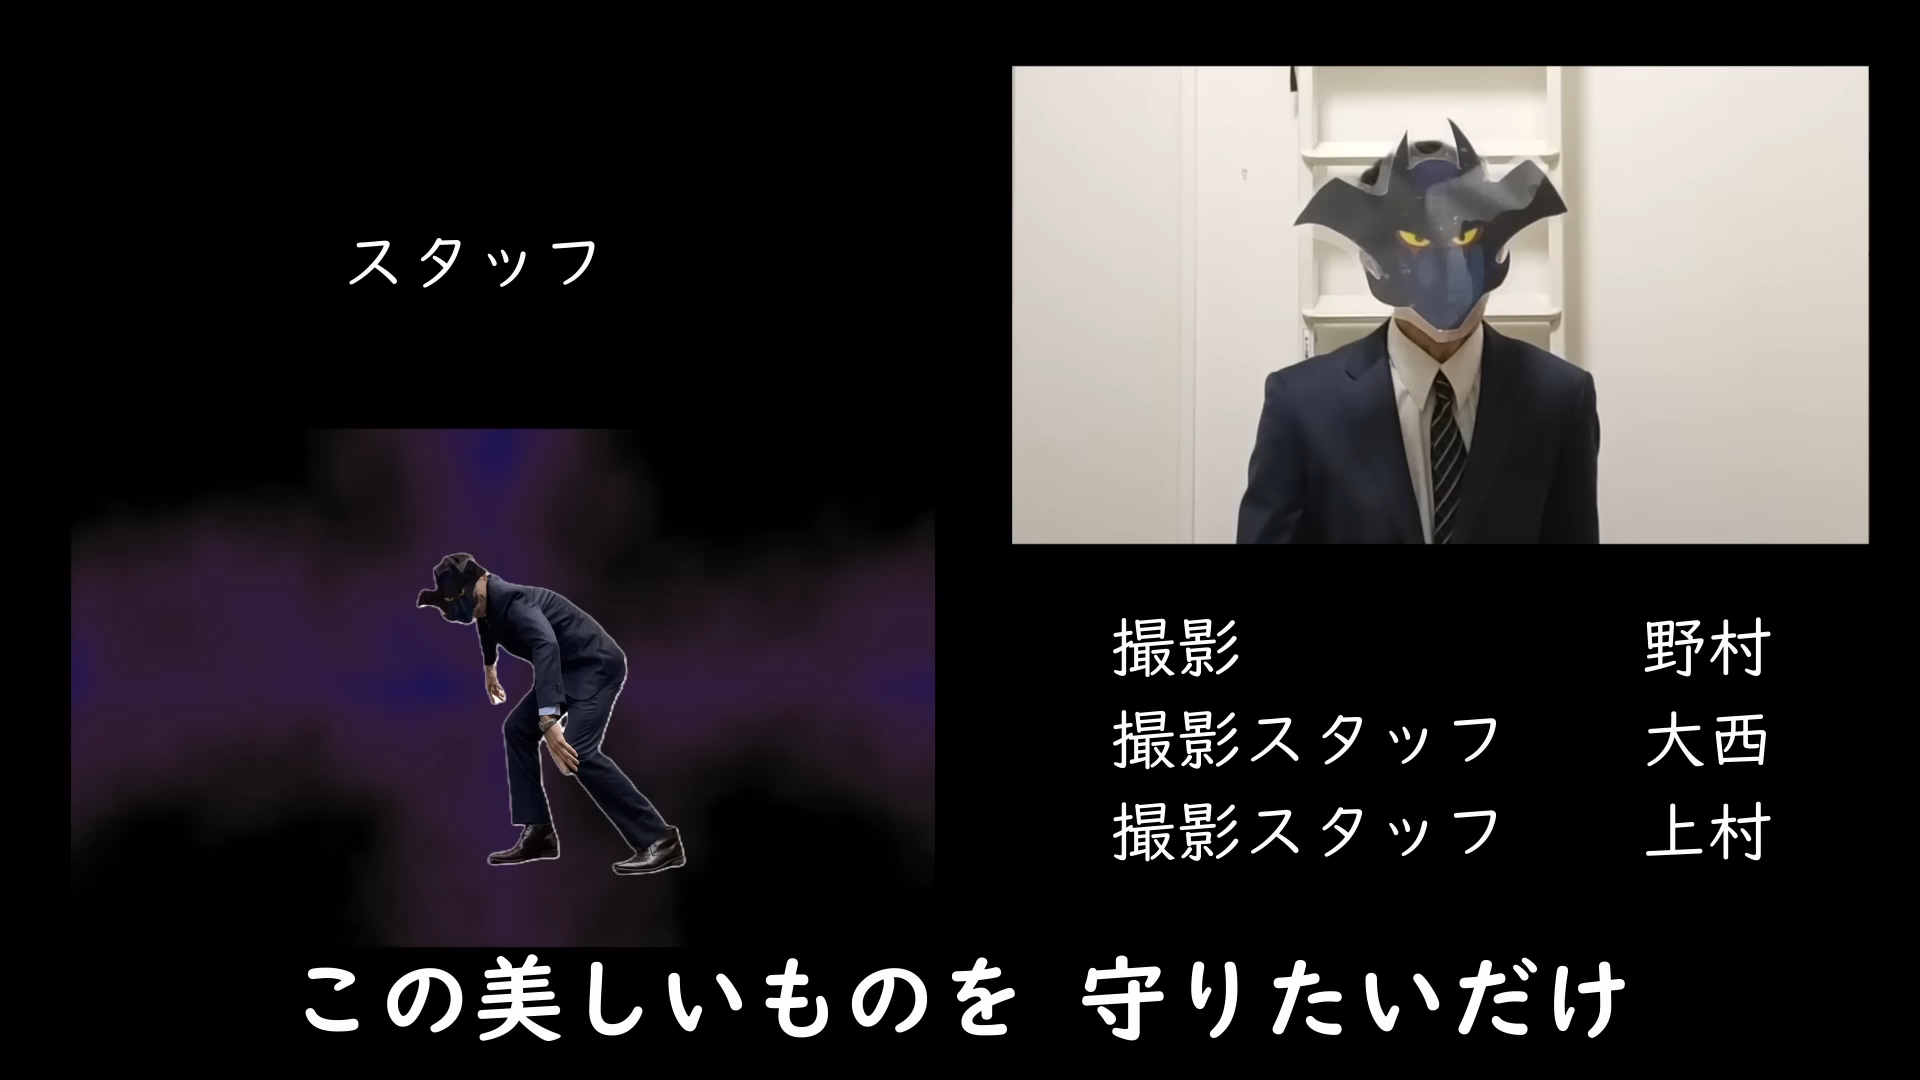 スタッフ
撮影 野村
撮影スタッフ 大西
撮影スタッフ 上村
この美しいものを 守りたいだけ